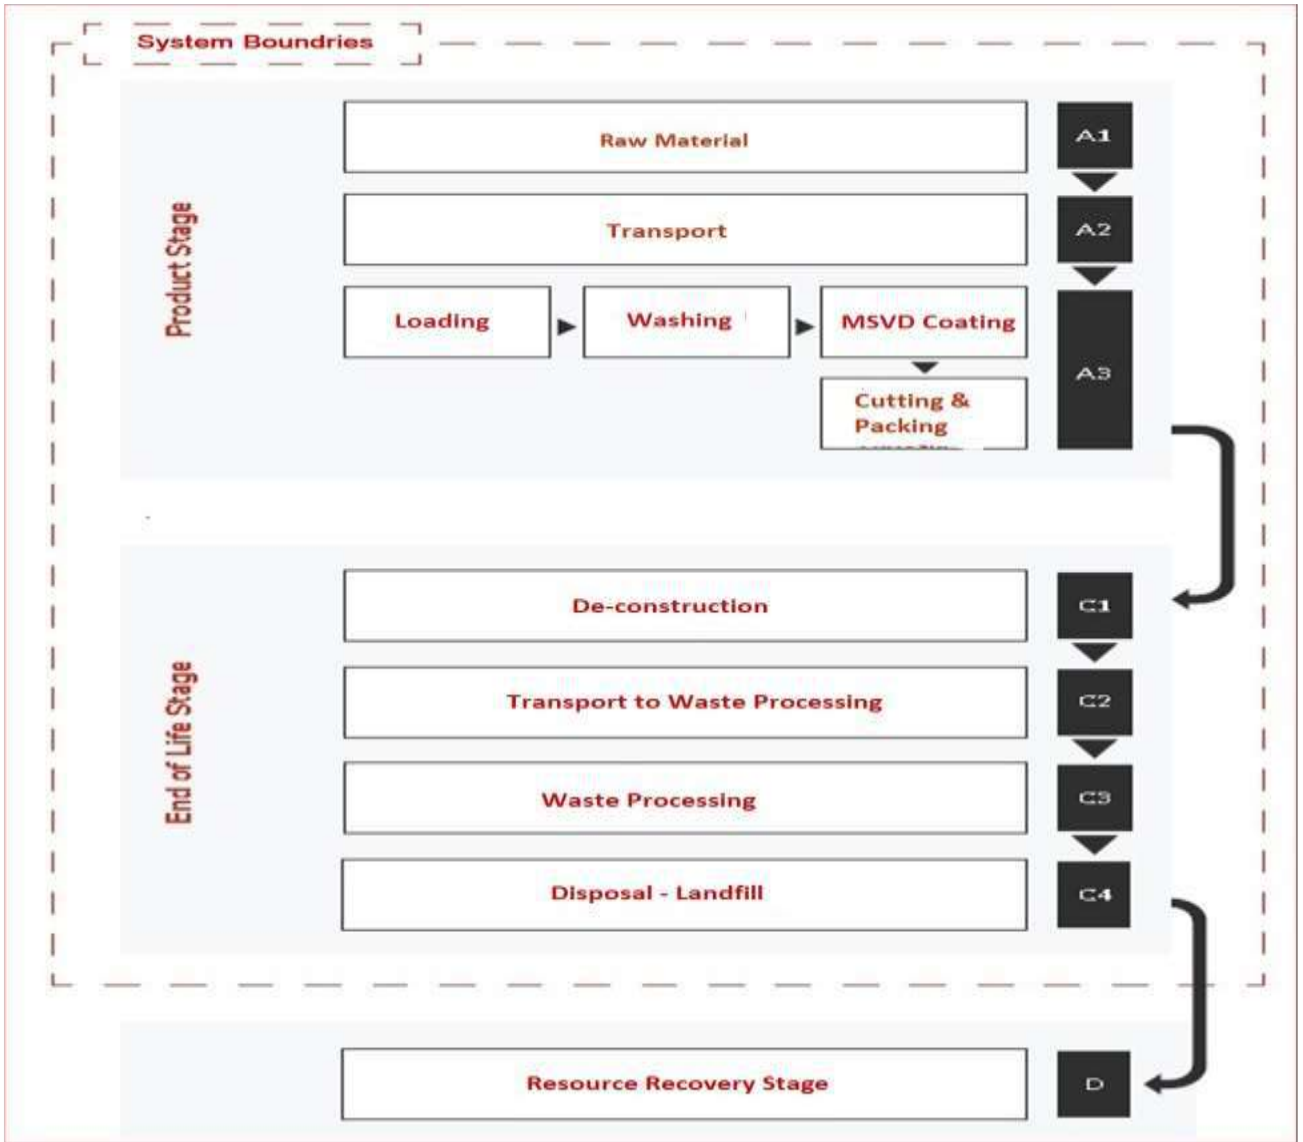 System Boundries
Raw Material
A1
Product Stage
Transport
A2
Loading
Washing
MSVD Coating
A3
Cutting &
Packing
De-construction
C1
End of Life Stage
Transport to Waste Processing
C2
Waste Processing
C3
Disposal - Landfill
C4
Resource Recovery Stage
D